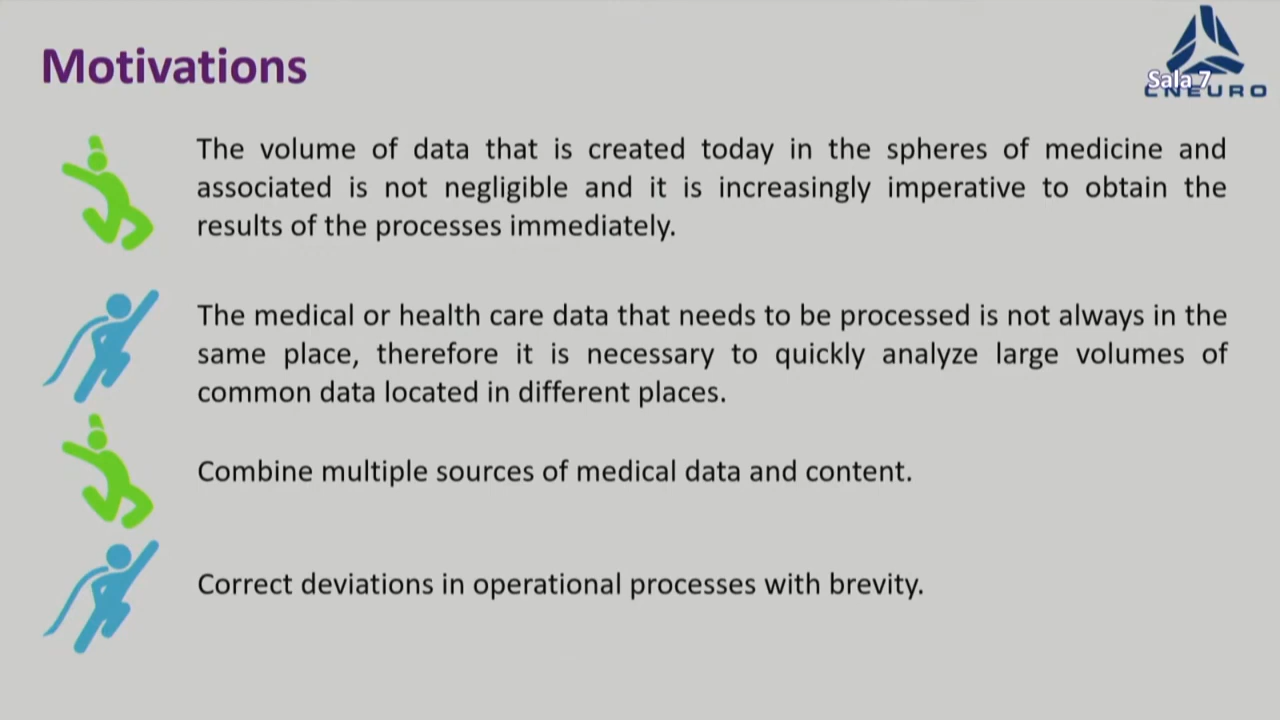 Motivations
Sala 7
CNEURO
The volume of data that is created today in the spheres of medicine and
associated is not negligible and it is increasingly imperative to obtain the
results of the processes immediately.
The medical or health care data that needs to be processed is not always in the
same place, therefore it is necessary to quickly analyze large volumes of
common data located in different places.
Combine multiple sources of medical data and content.
Correct deviations in operational processes with brevity.